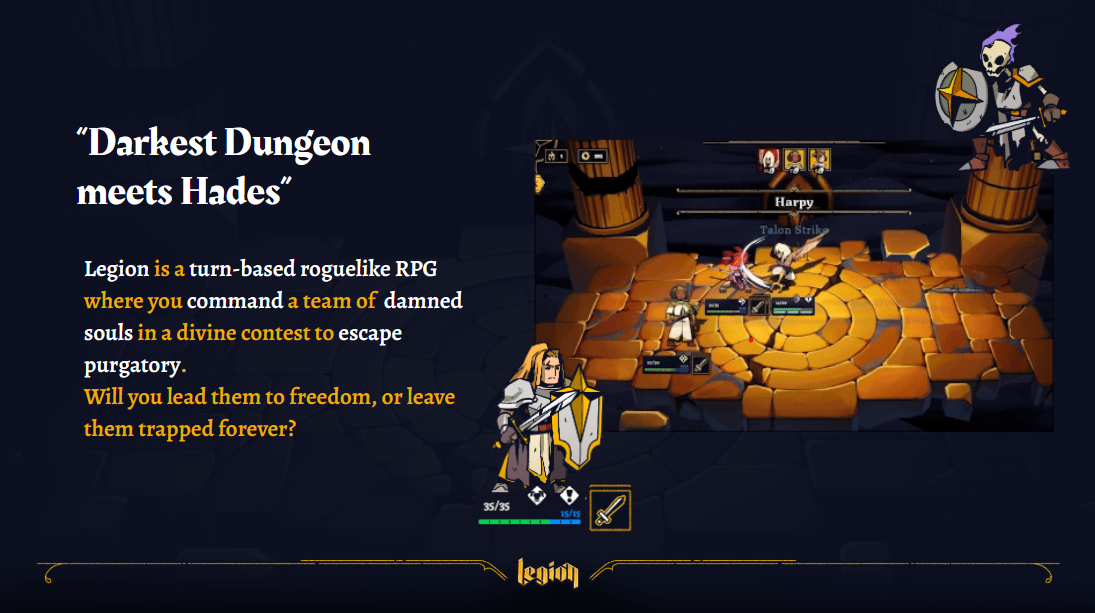 “Darkest Dungeon
meets Hades”
Legion is a turn-based roguelike RPG
where you command a team of damned
souls in a divine contest to escape
purgatory.
Will you lead them to freedom, or leave
them trapped forever?
Harpy
Talon Strike
35/35
15/15
legion